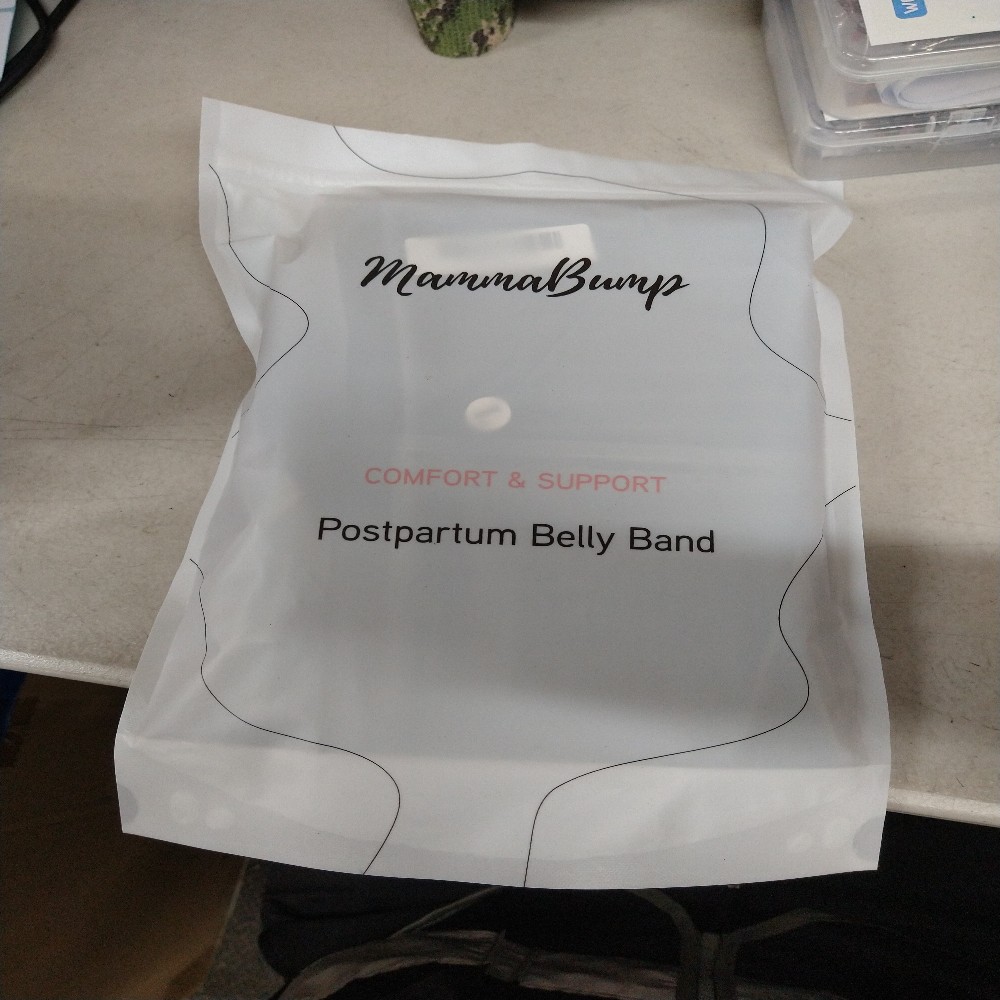 MammaBump
COMFORT & SUPPORT
Postpartum Belly Band